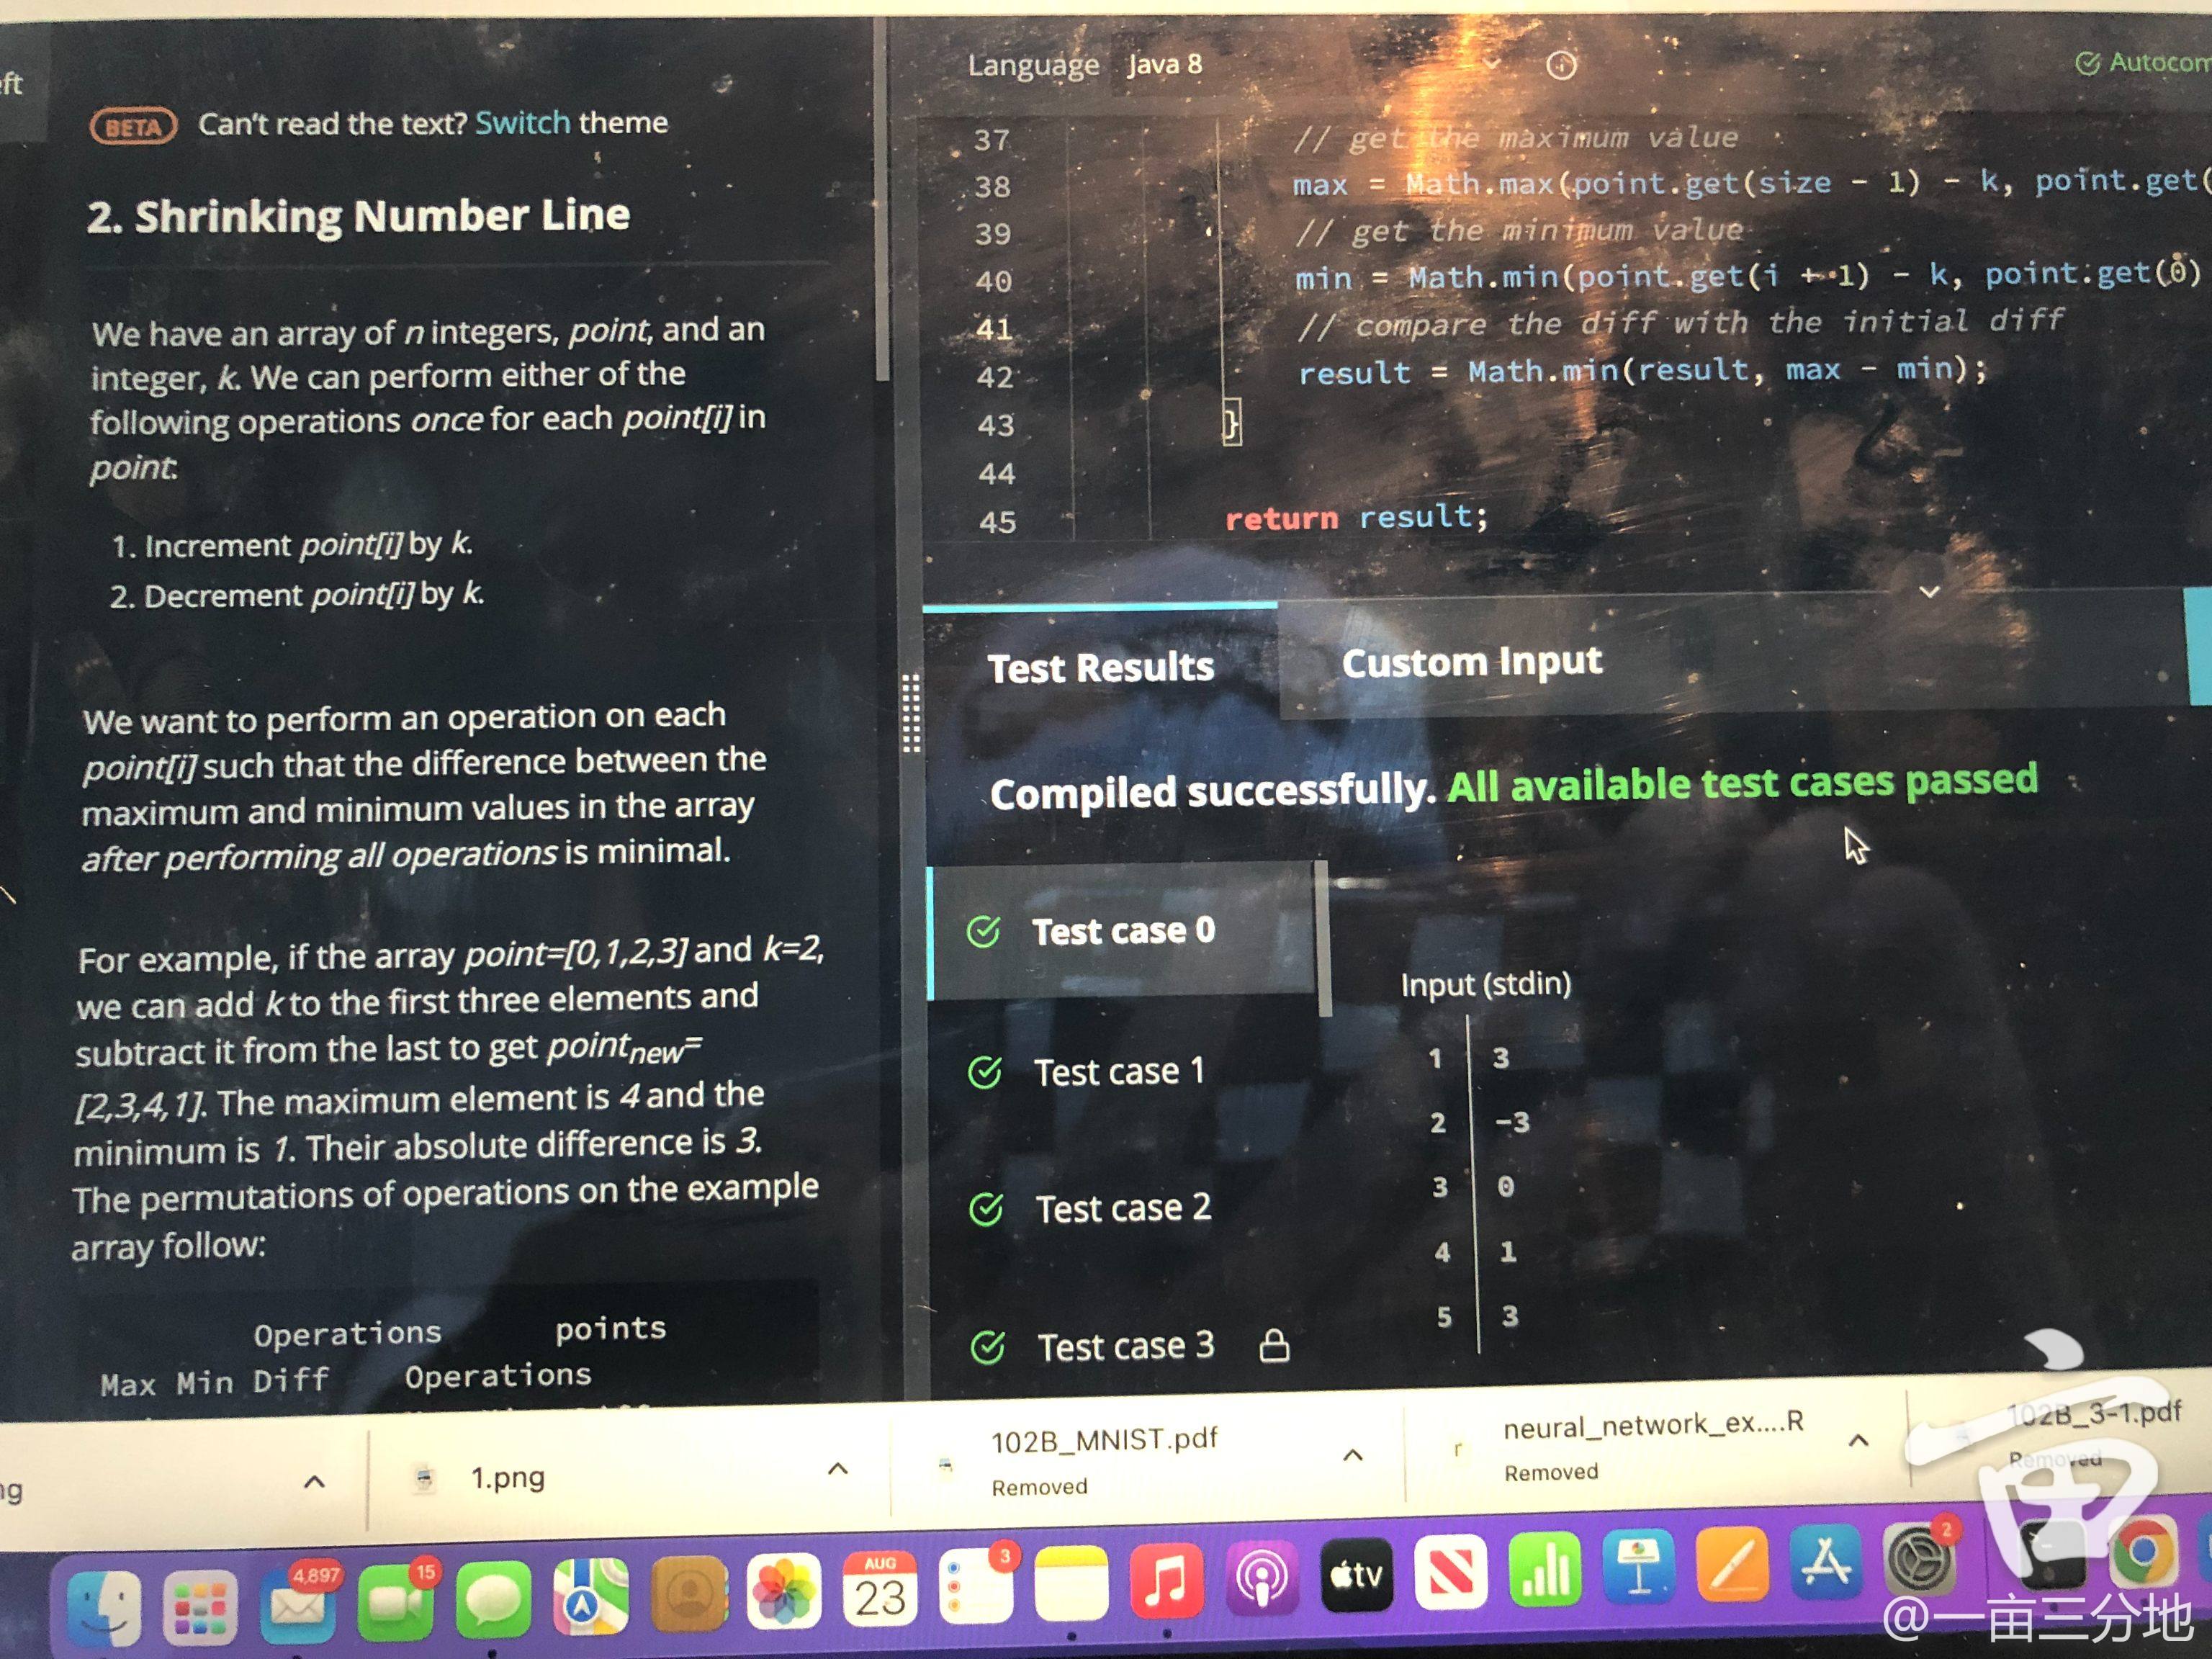 ft
BETA Can't read the text? Switch theme
2. Shrinking Number Line
We have an array of n integers, point, and an
integer, k. We can perform either of the
following operations once for each point[i] in
point:
1. Increment point[i] by k.
2. Decrement point[i] by k.
We want to perform an operation on each
point[i] such that the difference between the
maximum and minimum values in the array
after performing all operations is minimal.
For example, if the array point=[0,1,2,3] and k=2,
we can add k to the first three elements and
subtract it from the last to get pointnew=
[2,3,4,1]. The maximum element is 4 and the
minimum is 1. Their absolute difference is 3.
The permutations of operations on the example
array follow:
Operations points
Max Min Diff Operations
Language Java 8
Autocom
37 // get the maximum value
38 max = Math.max(point.get(size - 1) - k, point.get(
39 // get the minimum value
40 min = Math.min(point.get(i + 1) - k, point.get(0)
41 // compare the diff with the initial diff
42 result = Math.min(result, max - min);
43 }
44
45 return result;
Test Results Custom Input
Compiled successfully. All available test cases passed
Test case 0
Test case 1
Test case 2
Test case 3
Input (stdin)
1 3
2 -3
3 0
4 1
5 3
ng
1.png
102B_MNIST.pdf
Removed
neural_network_ex....R
Removed
102B_3-1.pdf
Removed
4,897
15
AUG
23
3
tv
2
亩
@一亩三分地